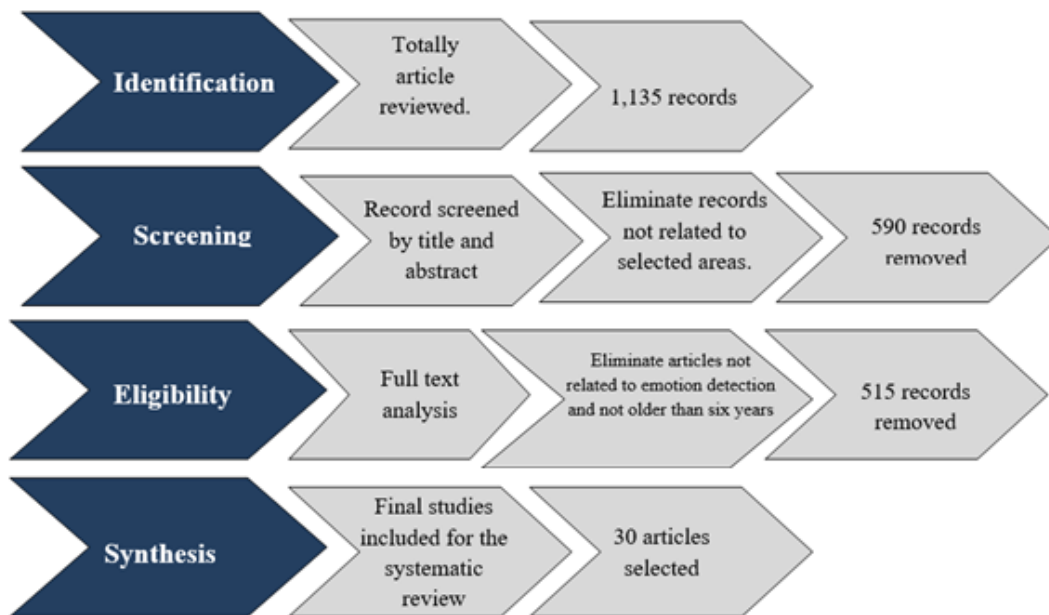 Identification
Totally
article
reviewed.
1,135 records
Screening
Record screened
by title and
abstract
Eliminate records
not related to
selected areas.
590 records
removed
Eligibility
Full text
analysis
Eliminate articles not
related to emotion detection
and not older than six years
515 records
removed
Synthesis
Final studies
included for the
systematic
review
30 articles
selected